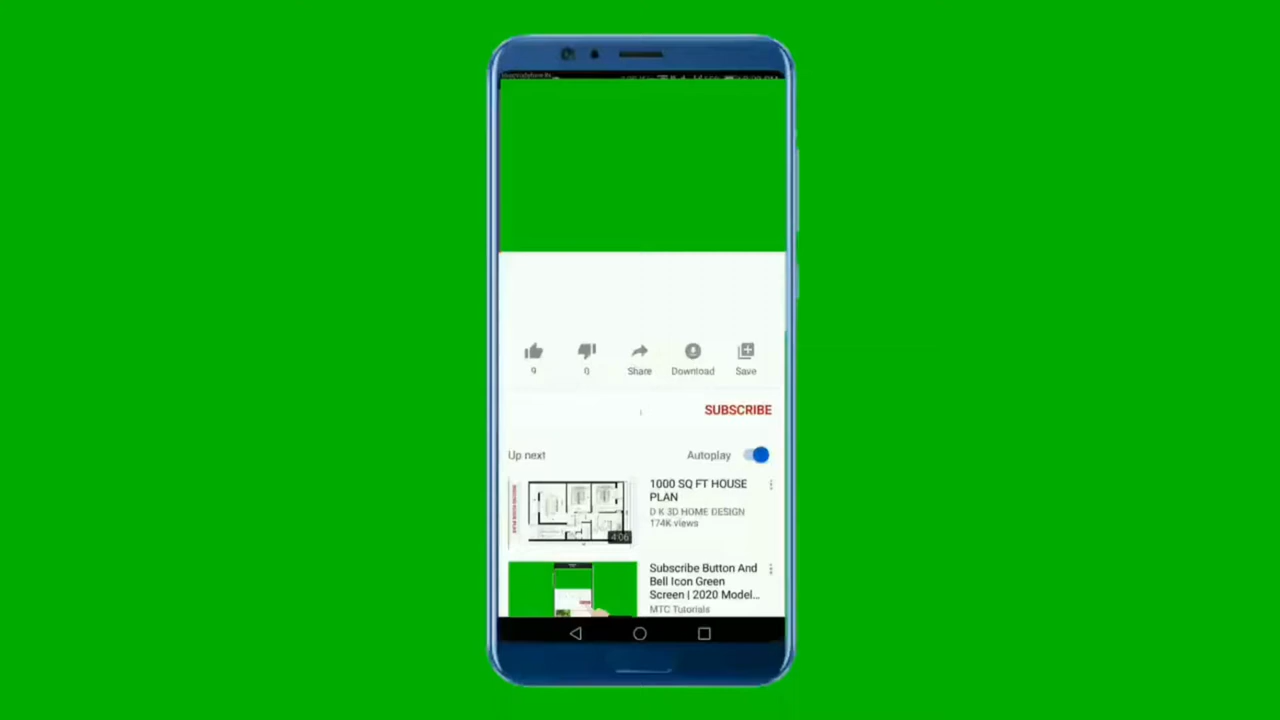 9
0
Share
Download
Save
SUBSCRIBE
Up next
Autoplay
1000 SQ FT HOUSE
PLAN
D K 3D HOME DESIGN
174K views
4:06
Subscribe Button And
Bell Icon Green
Screen | 2020 Model...
MTC Tutorials